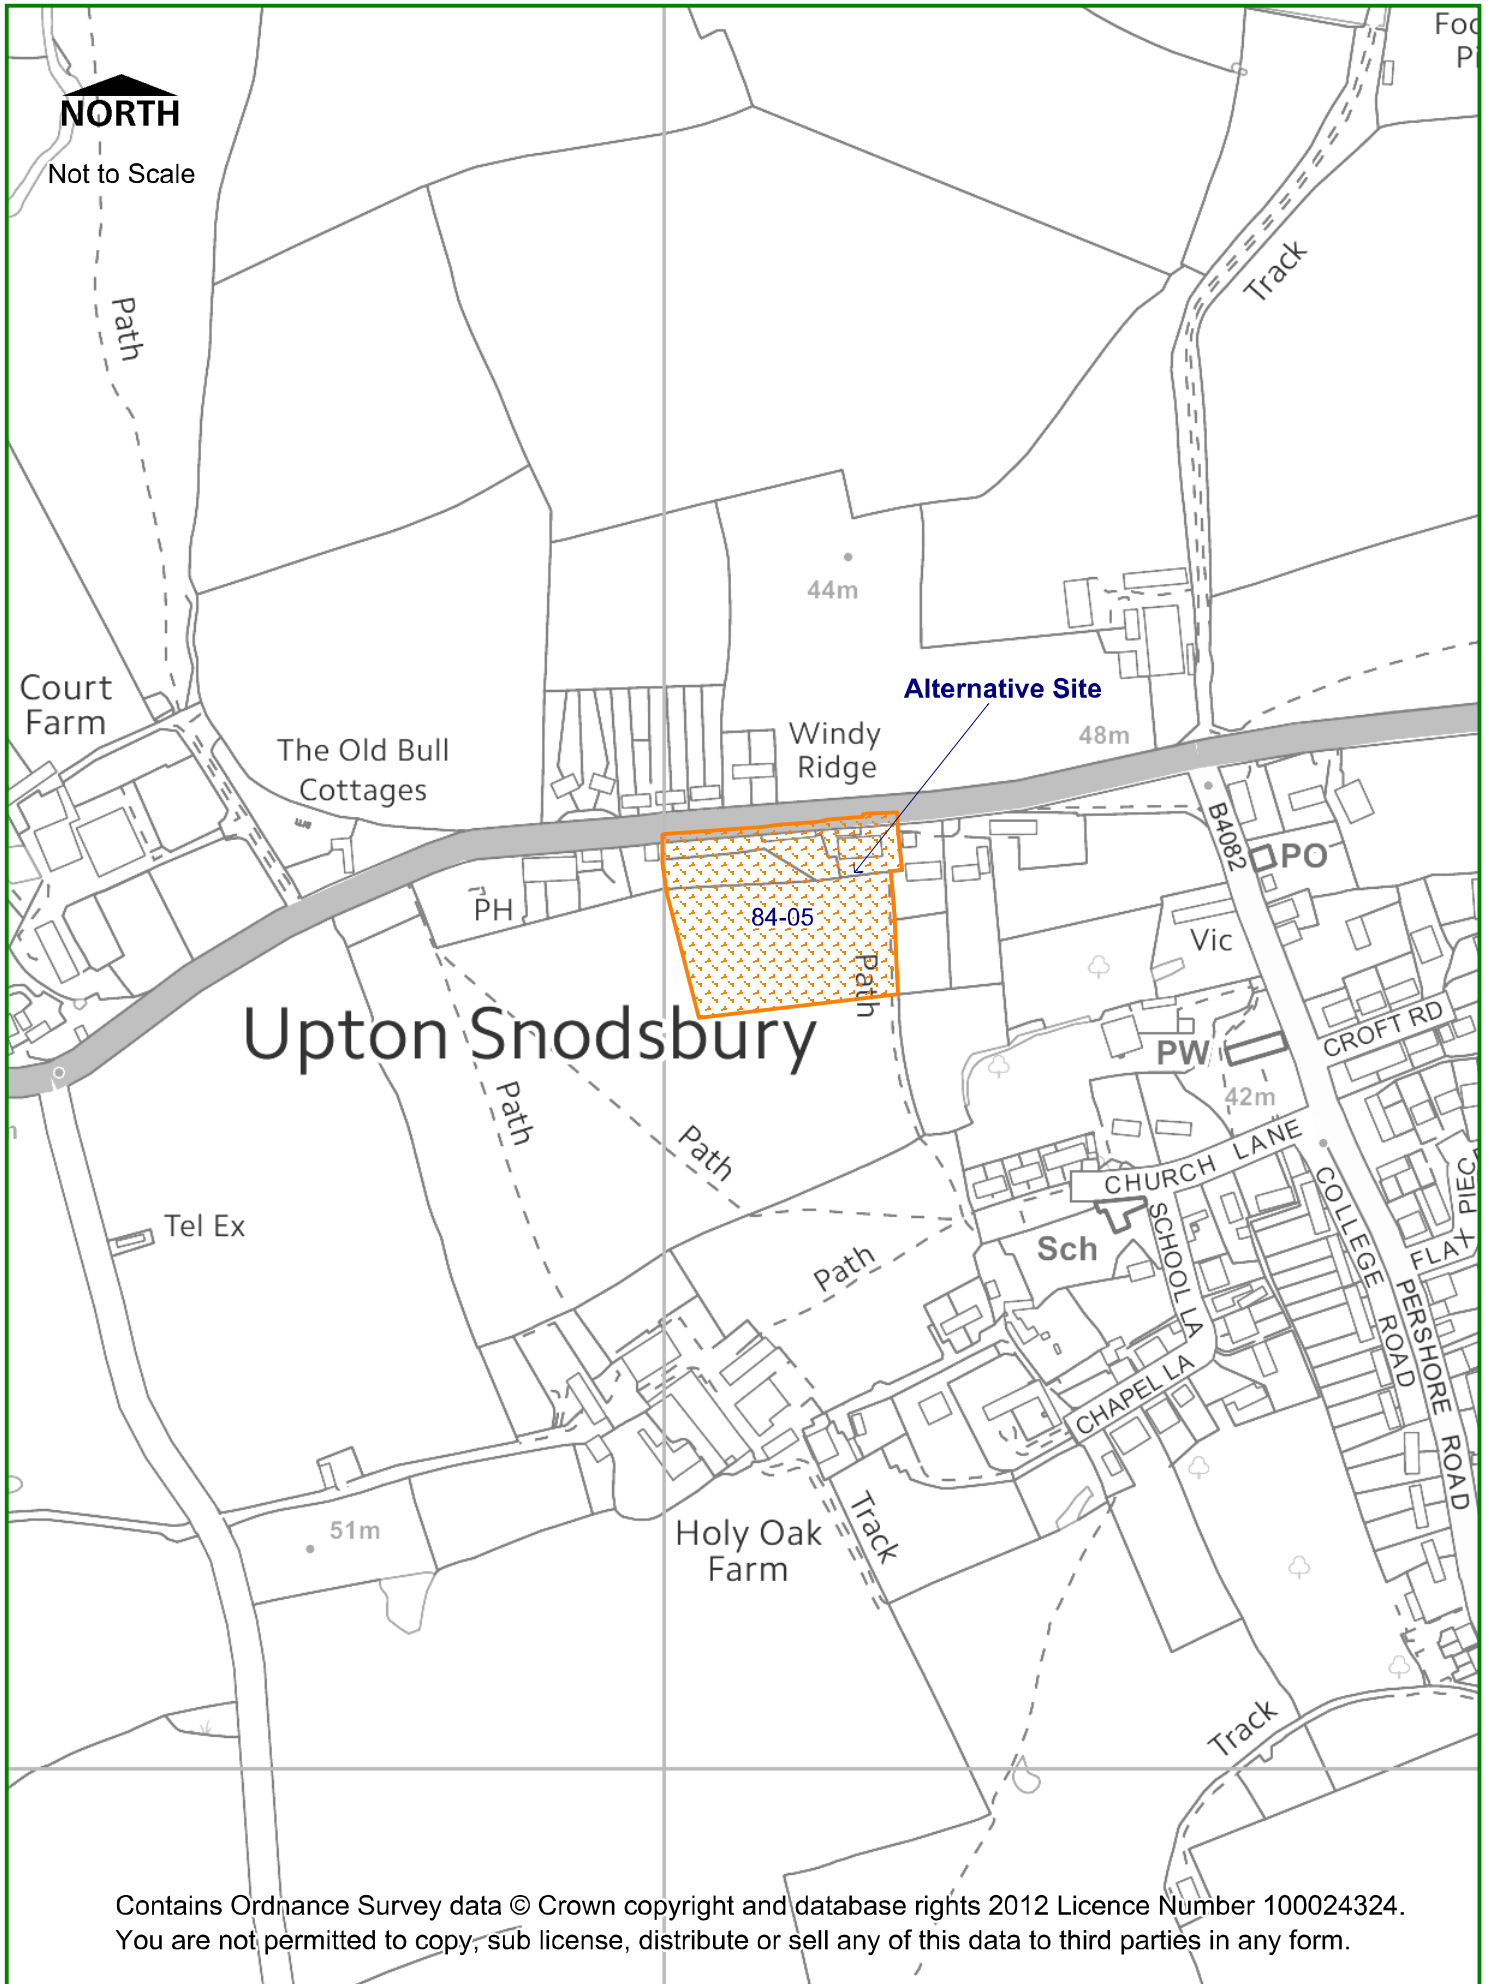 Foo
NORTH
Not to Scale
Track
Path
44m
Court
Farm
Alternative Site
Windy
Ridge
48m
The Old Bull
Cottages
B4082
PO
PH
84-05
Vic
Path
Upton Snodsbury
CROFT RD
PW
42m
Path
Path
CHURCH LANE
Tel Ex
SCHOOL LA
COLLEGE ROAD
FLAX PIEC
Sch
Path
PERSHORE ROAD
CHAPEL LA
Track
51m
Holy Oak
Farm
Track
Contains Ordnance Survey data © Crown copyright and database rights 2012 Licence Number 100024324.
You are not permitted to copy, sub license, distribute or sell any of this data to third parties in any form.